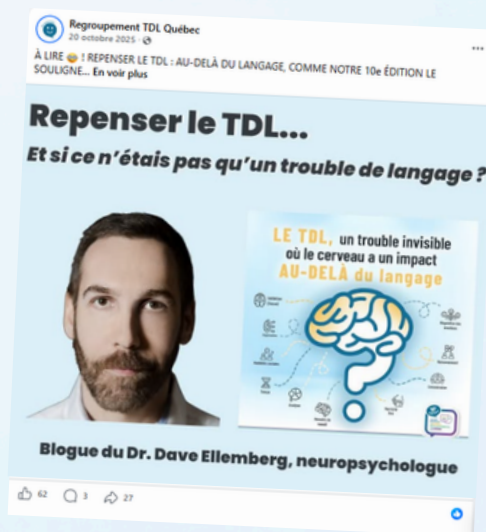 Regroupement TDL Québec
20 octobre 2025 ·
À LIRE 🤓 ! REPENSER LE TDL : AU-DELÀ DU LANGAGE, COMME NOTRE 10e ÉDITION LE
SOULIGNE... En voir plus
Repenser le TDL...
Et si ce n'étais pas qu'un trouble de langage ?
LE TDL, un trouble invisible
où le cerveau a un impact
AU-DELÀ du langage
Blogue du Dr. Dave Ellemberg, neuropsychologue
62
3
27